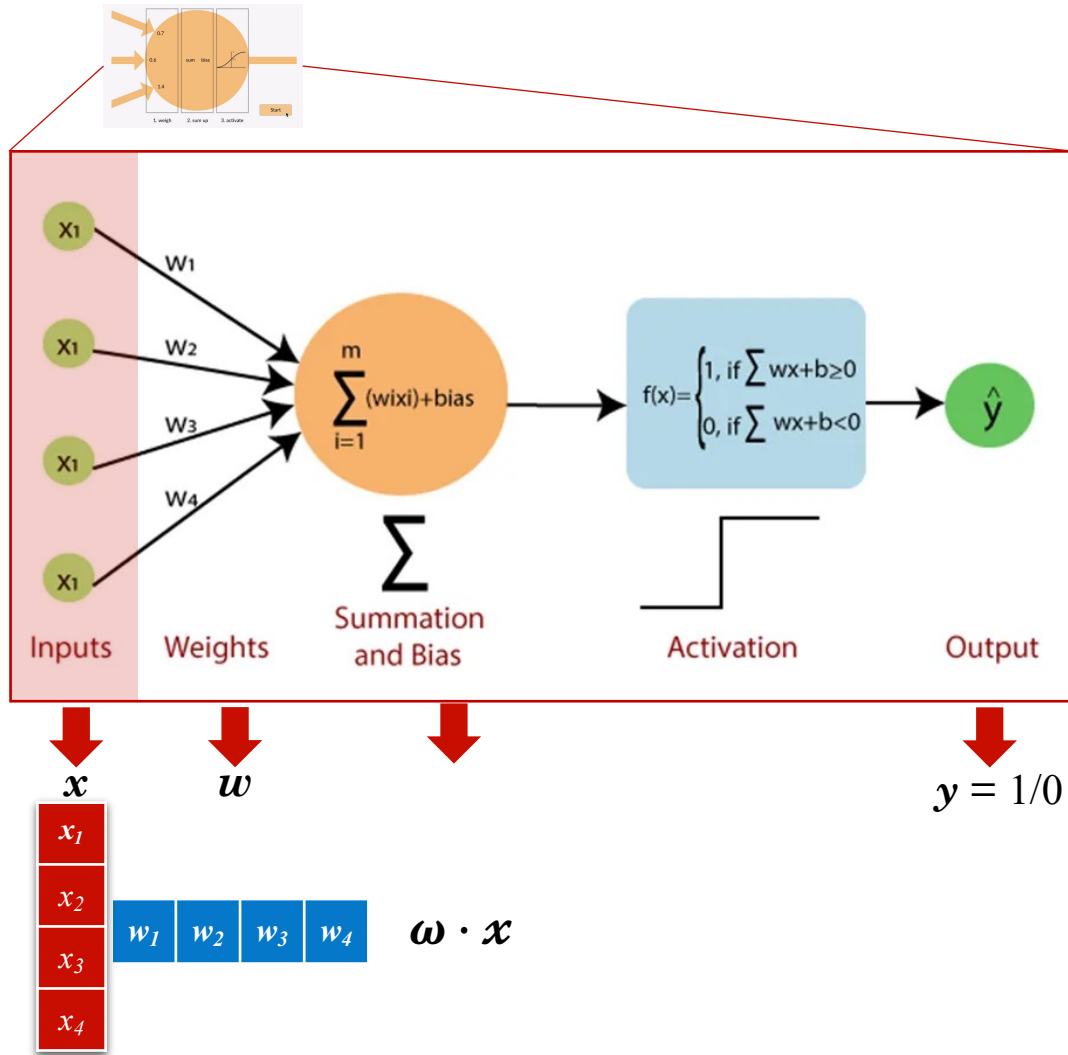 0.7
0.6
sum bias
1.4
Start
1. weigh 2. sum up 3. activate
x1
w1
x1
w2
x1
w3
x1
w4
m
∑(wixi)+bias
i=1
f(x)={1, if ∑ wx+b≥0
0, if ∑ wx+b<0
ŷ
∑
Inputs
Weights
Summation
and Bias
Activation
Output
x
w
y = 1/0
x1
x2
x3
x4
w1 w2 w3 w4
ω · x